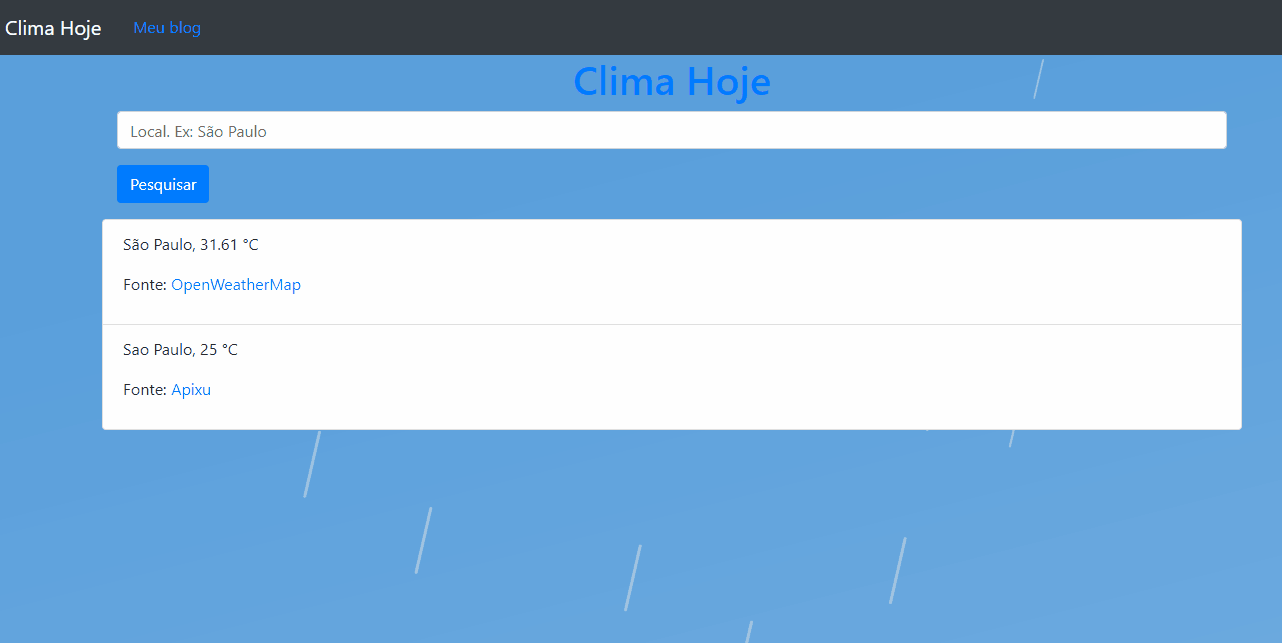 Clima Hoje Meu blog
Clima Hoje
Local. Ex: São Paulo
Pesquisar
São Paulo, 31.61 °C
Fonte: OpenWeatherMap
Sao Paulo, 25 °C
Fonte: Apixu